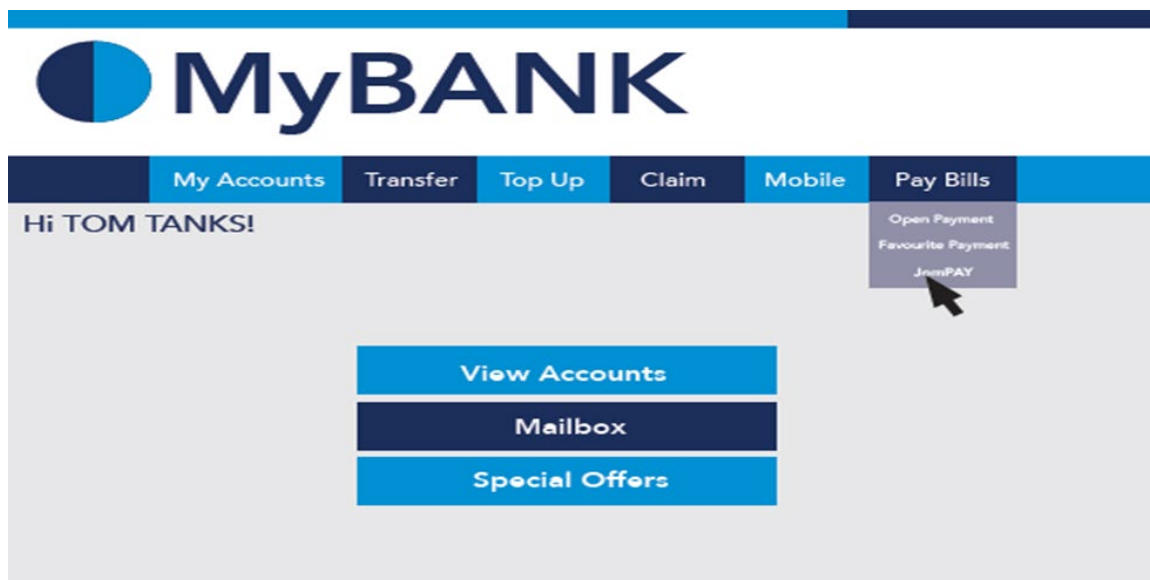 MyBANK
My Accounts Transfer Top Up Claim Mobile Pay Bills
Hi TOM TANKS!
Open Payment
Favourite Payment
JomPAY
View Accounts
Mailbox
Special Offers